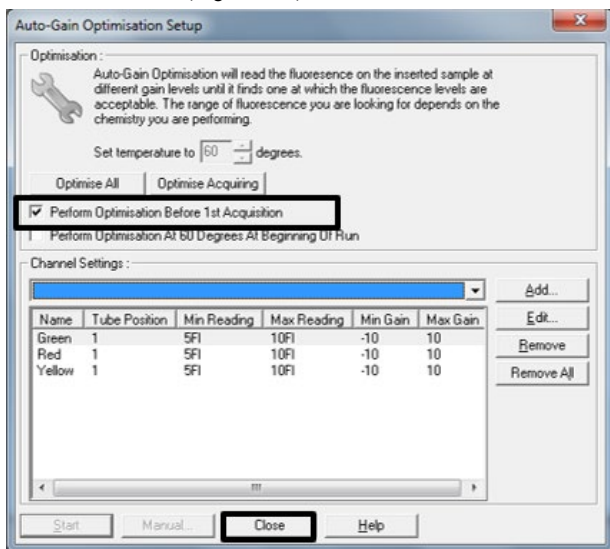 Auto-Gain Optimisation Setup
Optimisation :
Auto-Gain Optimisation will read the fluoresence on the inserted sample at
different gain levels until it finds one at which the fluorescence levels are
acceptable. The range of fluorescence you are looking for depends on the
chemistry you are performing.
Set temperature to 60 degrees.
Optimise All Optimise Acquiring
Perform Optimisation Before 1st Acquisition
Perform Optimisation At 60 Degrees At Beginning Of Run
Channel Settings :
Add...
Name Tube Position Min Reading Max Reading Min Gain Max Gain Edit...
Green 1 5Fl 10Fl -10 10
Red 1 5Fl 10Fl -10 10 Remove
Yellow 1 5Fl 10Fl -10 10 Remove All
Start Manual... Close Help